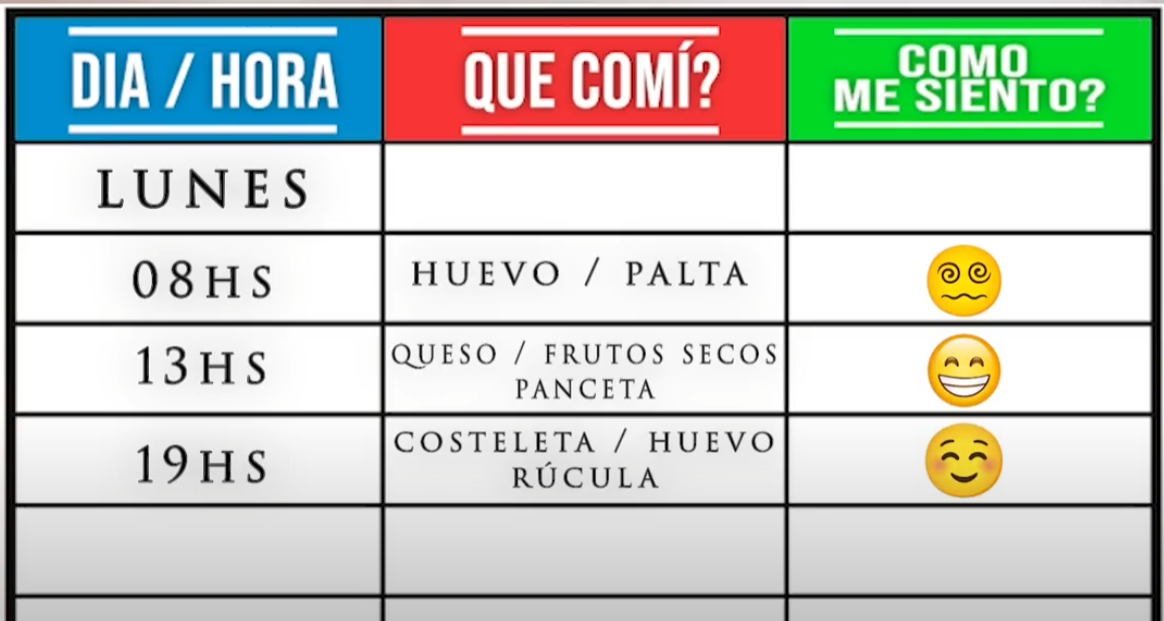 DIA / HORA
QUE COMÍ?
COMO
ME SIENTO?
LUNES
08HS
HUEVO / PALTA
13HS
QUESO / FRUTOS SECOS
PANCETA
19HS
COSTELETA / HUEVO
RÚCULA